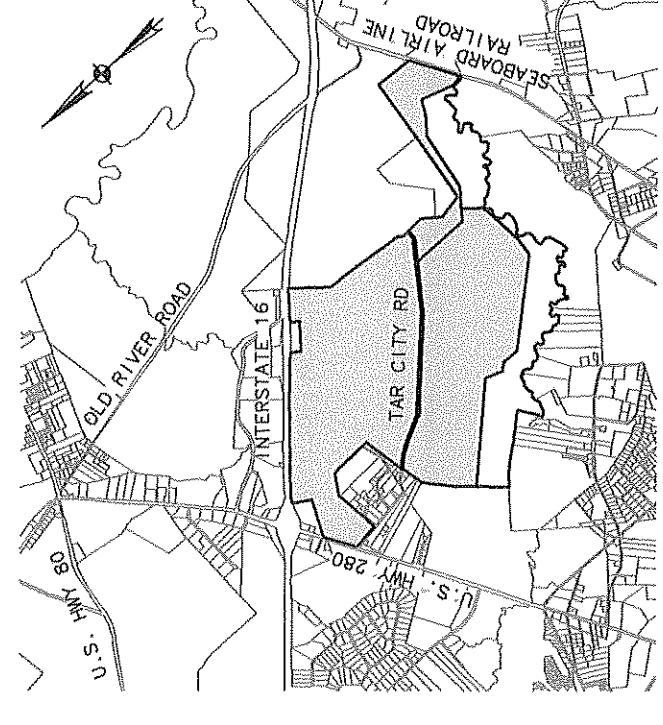 SEABOARD AIRLINE
RAILROAD
OLD RIVER ROAD
INTERSTATE 16
TAR CITY RD
U.S. HWY 280
U.S. HWY 80